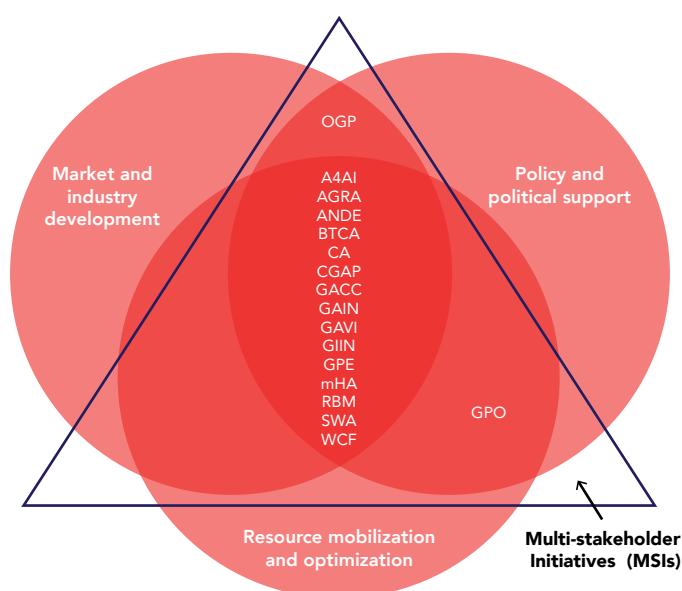 OGP
Market and
industry
development
Policy and
political support
A4AI
AGRA
ANDE
BTCA
CA
CGAP
GACC
GAIN
GAVI
GIIN
GPE
mHA
RBM
SWA
WCF
GPO
Resource mobilization
and optimization
Multi-stakeholder
Initiatives (MSIs)